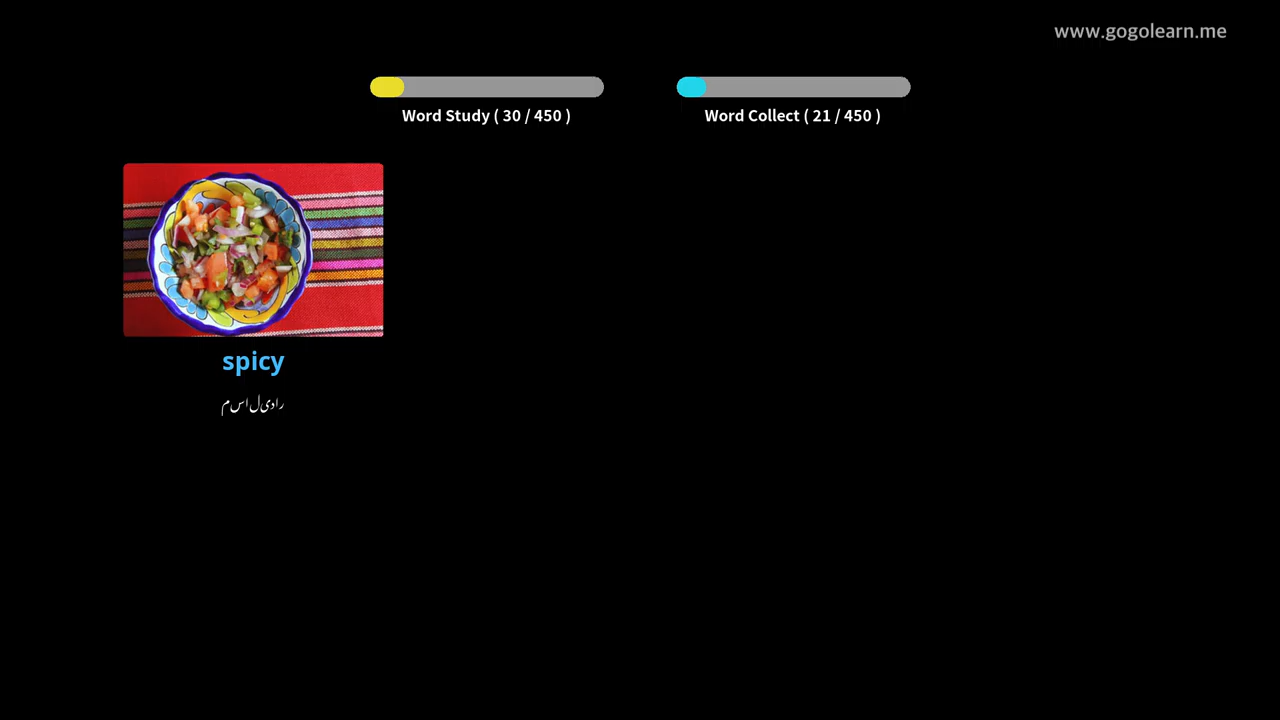 www.gogolearn.me
Word Study ( 30 / 450 )
Word Collect ( 21 / 450 )
spicy
مسالیدار